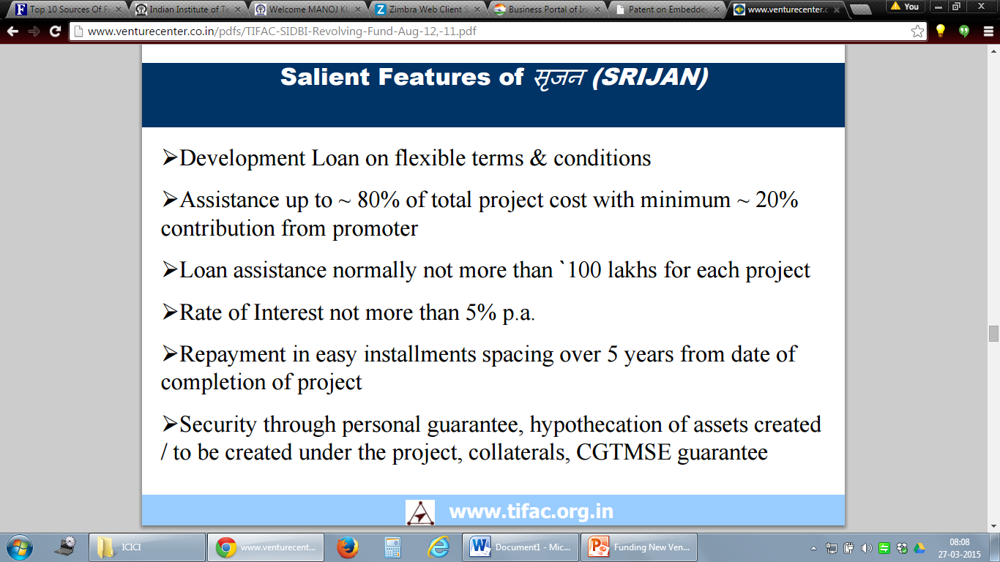 Top 10 Sources Of F
Indian Institute of T
Welcome MANOJ KU
Zimbra Web Client S
Business Portal of In
Patent on Embedde
www.venturecenter.c
You
www.venturecenter.co.in/pdfs/TIFAC-SIDBI-Revolving-Fund-Aug-12,-11.pdf
Salient Features of सृजन (SRIJAN)
➢Development Loan on flexible terms & conditions
➢Assistance up to ~ 80% of total project cost with minimum ~ 20%
contribution from promoter
➢Loan assistance normally not more than `100 lakhs for each project
➢Rate of Interest not more than 5% p.a.
➢Repayment in easy installments spacing over 5 years from date of
completion of project
➢Security through personal guarantee, hypothecation of assets created
/ to be created under the project, collaterals, CGTMSE guarantee
www.tifac.org.in
ICICI
www.venturecent...
Document1 - Mic...
Funding New Ven...
08:08
27-03-2015